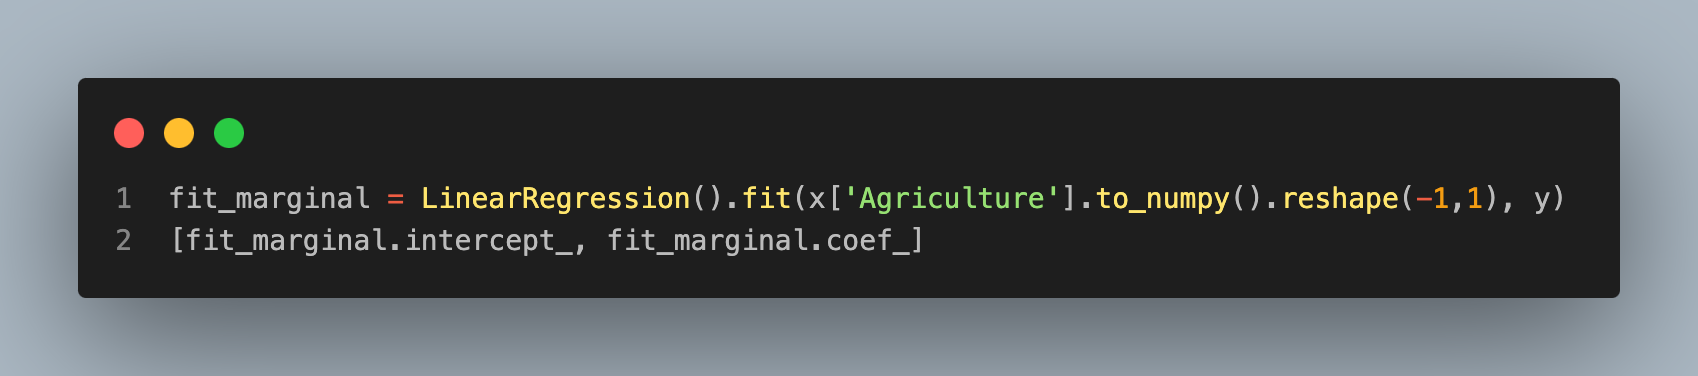 1 fit_marginal = LinearRegression().fit(x['Agriculture'].to_numpy().reshape(-1,1), y)
2 [fit_marginal.intercept_, fit_marginal.coef_]